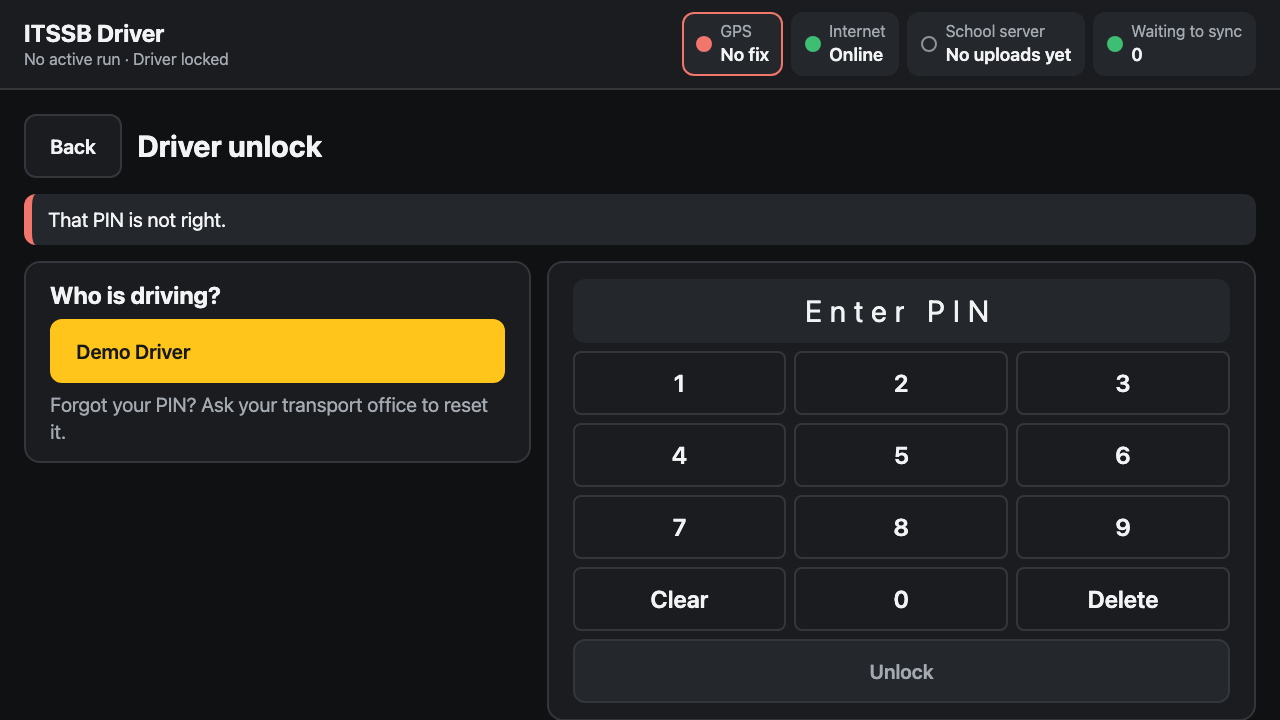 ITSSB Driver
No active run · Driver locked
GPS
No fix
Internet
Online
School server
No uploads yet
Waiting to sync
0
Back
Driver unlock
That PIN is not right.
Who is driving?
Demo Driver
Forgot your PIN? Ask your transport office to reset
it.
Enter PIN
1 2 3
4 5 6
7 8 9
Clear 0 Delete
Unlock